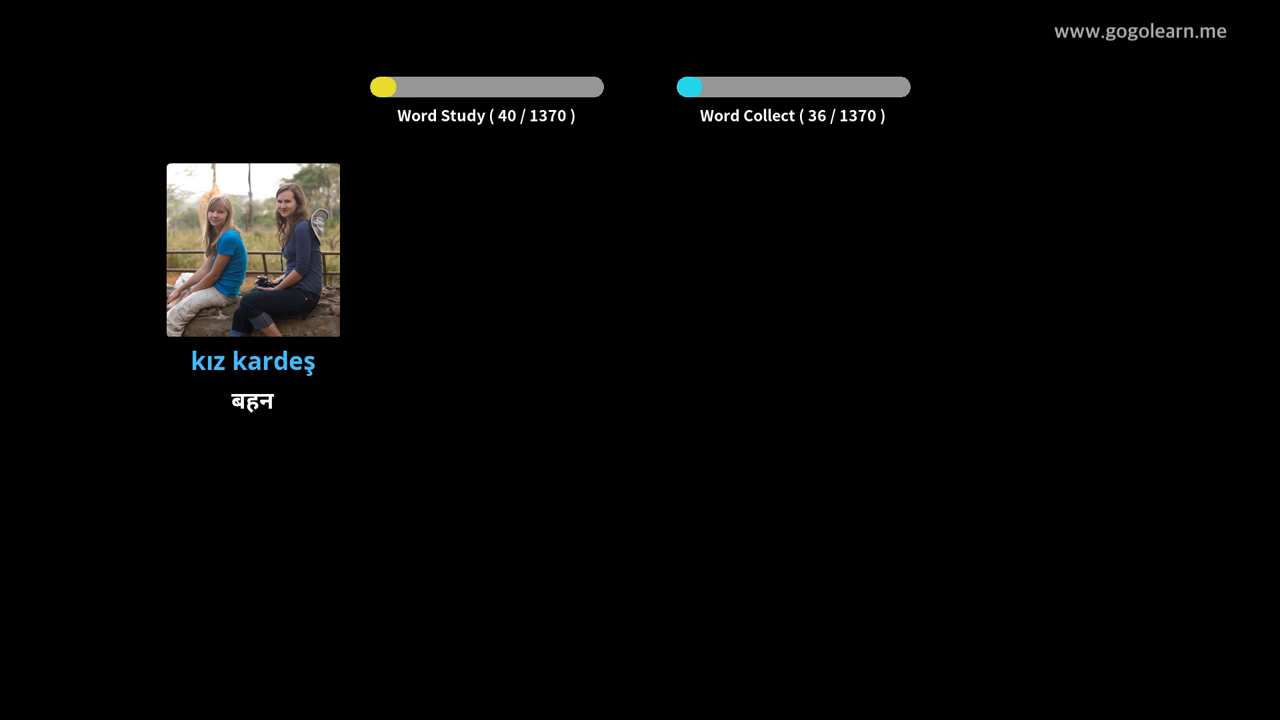 www.gogolearn.me
Word Study ( 40 / 1370 )
Word Collect ( 36 / 1370 )
kız kardeş
बहन